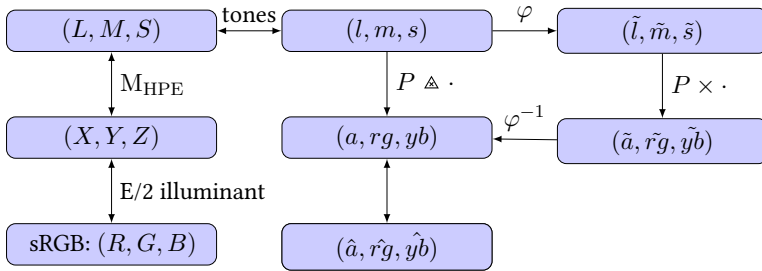 (L, M, S) tones (l, m, s) φ (l̃, m̃, s̃)
M_HPE P ⨻ · P × ·
(X, Y, Z) (a, rg, yb) φ⁻¹ (ã, r̃g, ỹb)
E/2 illuminant
sRGB: (R, G, B) (â, r̂g, ŷb)